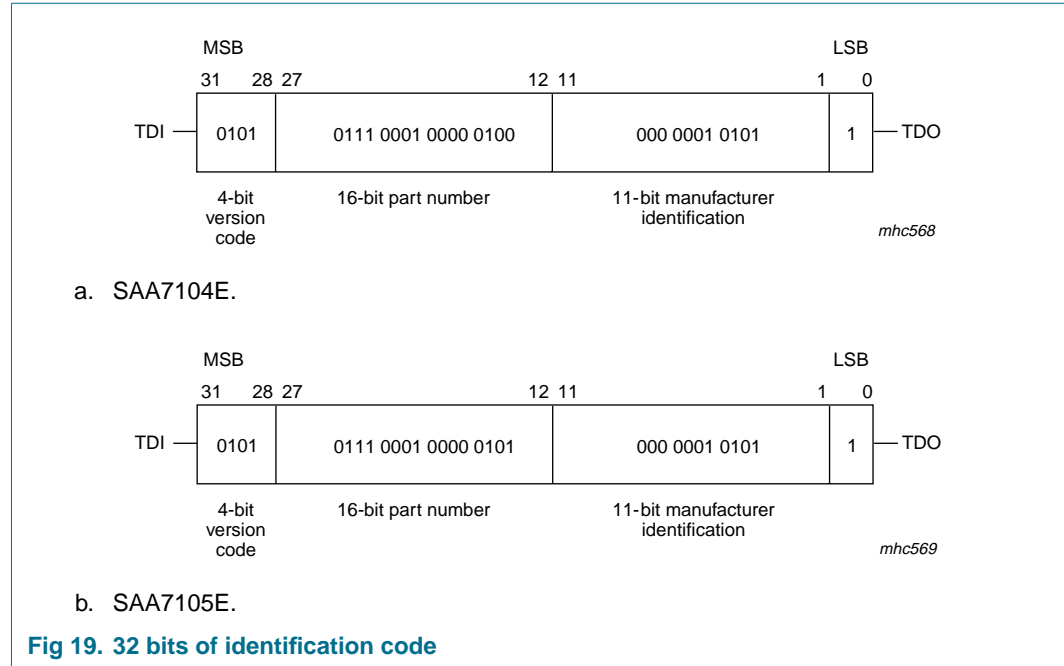 MSB LSB
31 28 27 12 11 1 0
TDI 0101 0111 0001 0000 0100 000 0001 0101 1 TDO
4-bit 16-bit part number 11-bit manufacturer
version identification
code
mhc568
a. SAA7104E.
MSB LSB
31 28 27 12 11 1 0
TDI 0101 0111 0001 0000 0101 000 0001 0101 1 TDO
4-bit 16-bit part number 11-bit manufacturer
version identification
code
mhc569
b. SAA7105E.
Fig 19. 32 bits of identification code